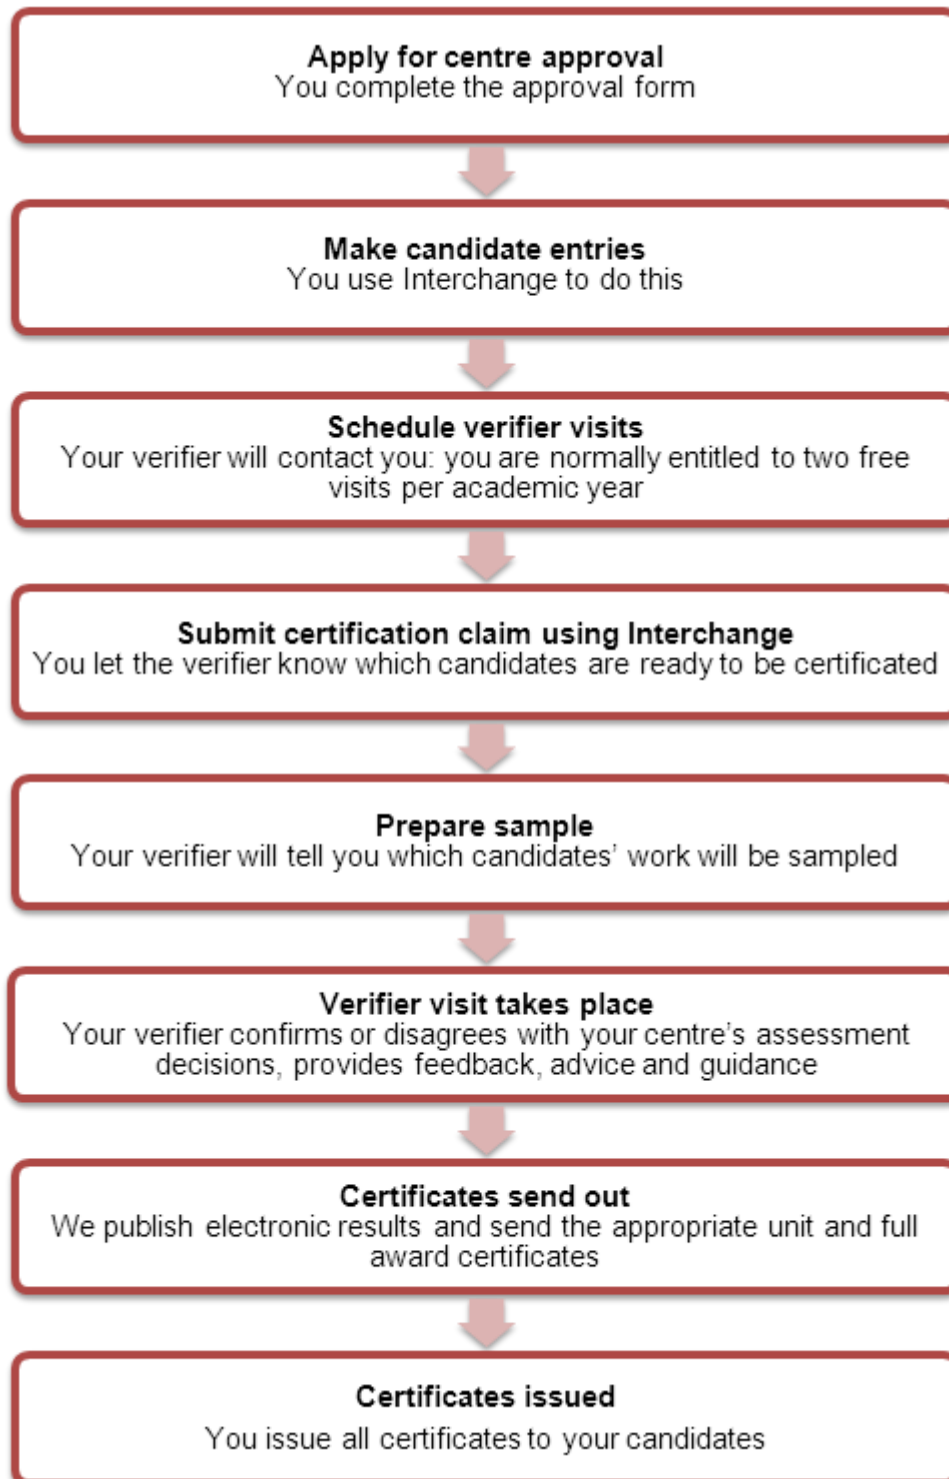 Apply for centre approval
You complete the approval form
Make candidate entries
You use Interchange to do this
Schedule verifier visits
Your verifier will contact you: you are normally entitled to two free
visits per academic year
Submit certification claim using Interchange
You let the verifier know which candidates are ready to be certificated
Prepare sample
Your verifier will tell you which candidates’ work will be sampled
Verifier visit takes place
Your verifier confirms or disagrees with your centre’s assessment
decisions, provides feedback, advice and guidance
Certificates send out
We publish electronic results and send the appropriate unit and full
award certificates
Certificates issued
You issue all certificates to your candidates